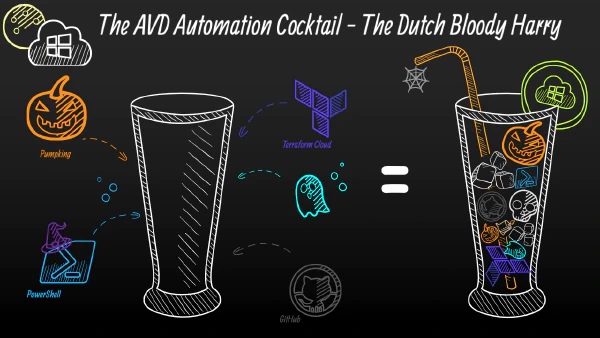 The AVD Automation Cocktail - The Dutch Bloody Harry
Terraform Cloud
Pumpking
PowerShell
GitHub